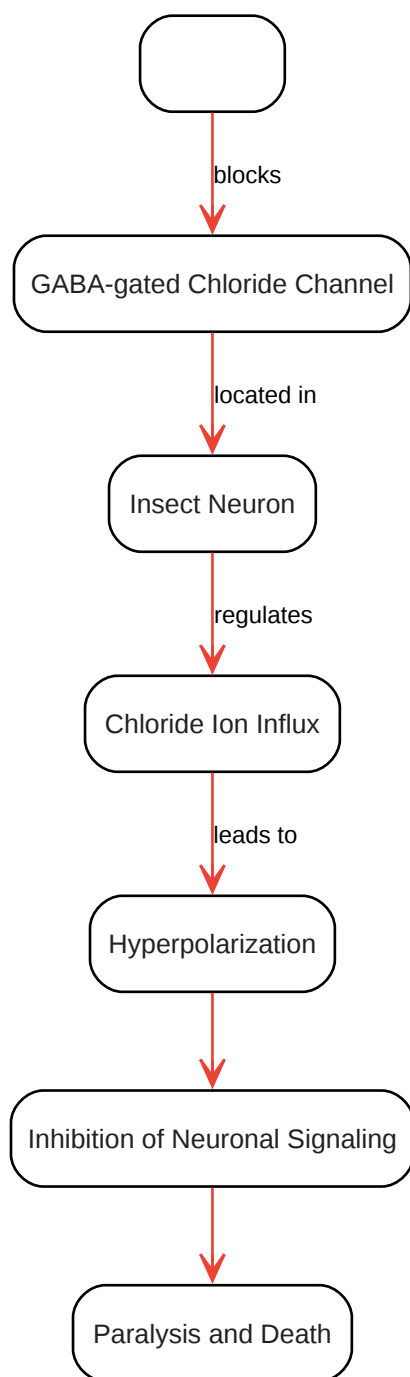 blocks
GABA-gated Chloride Channel
located in
Insect Neuron
regulates
Chloride Ion Influx
leads to
Hyperpolarization
Inhibition of Neuronal Signaling
Paralysis and Death